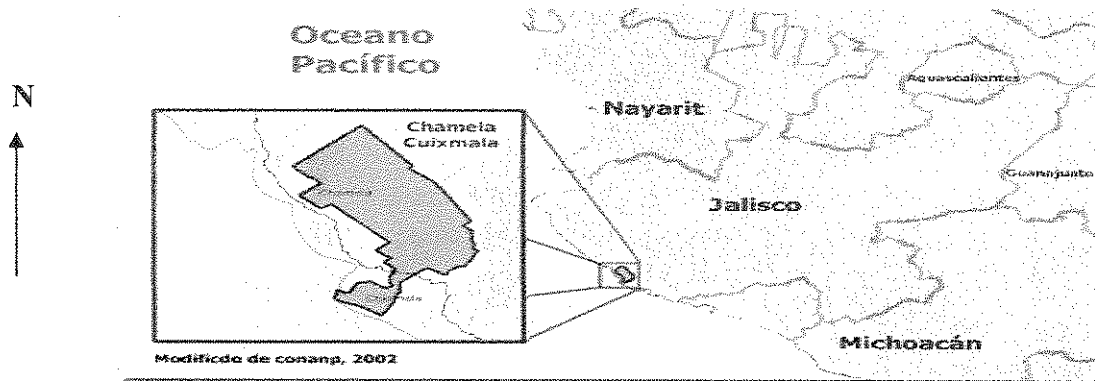 Oceano
Pacífico
N
Nayarit
Aguascalientes
Chamela
Cuixmala
Guanajuato
Jalisco
Michoacán
Modificdo de conanp, 2002